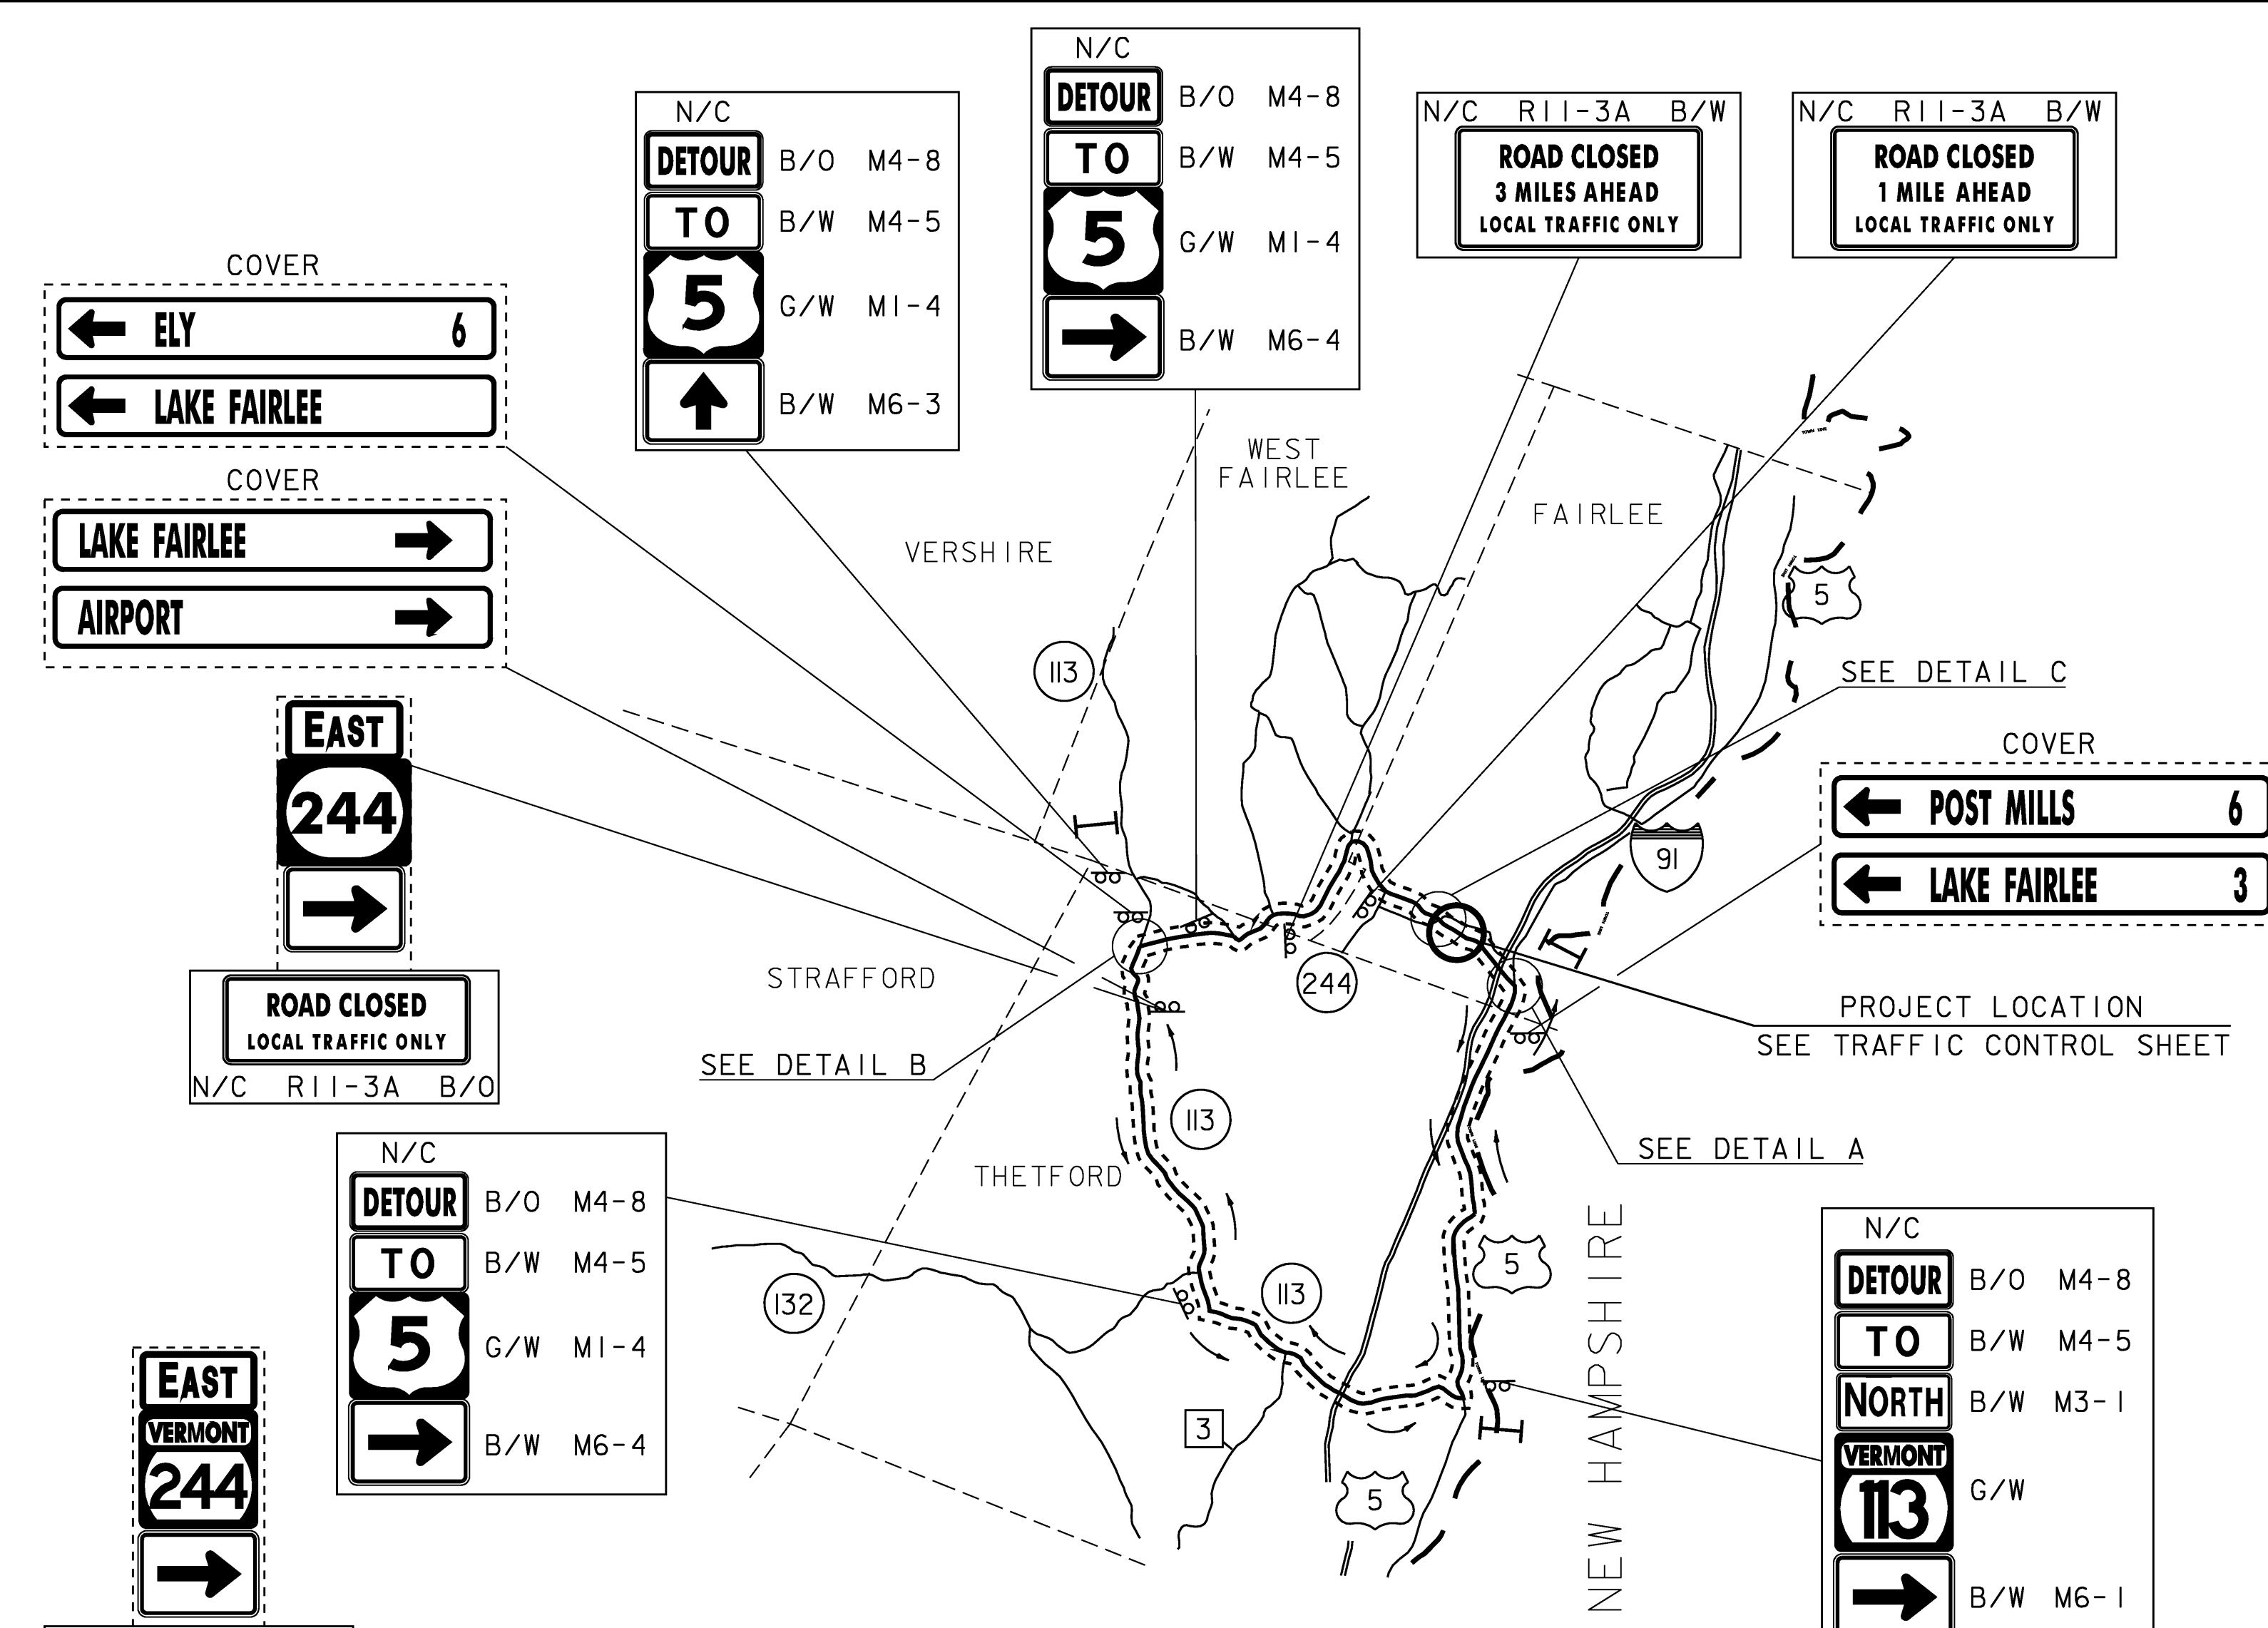 N/C
DETOUR B/O M4-8
TO B/W M4-5
5 G/W M1-4
B/W M6-4
N/C
DETOUR B/O M4-8
TO B/W M4-5
5 G/W M1-4
B/W M6-3
N/C R11-3A B/W
ROAD CLOSED
3 MILES AHEAD
LOCAL TRAFFIC ONLY
N/C R11-3A B/W
ROAD CLOSED
1 MILE AHEAD
LOCAL TRAFFIC ONLY
COVER
ELY 6
LAKE FAIRLEE
COVER
LAKE FAIRLEE
AIRPORT
EAST
244
ROAD CLOSED
LOCAL TRAFFIC ONLY
N/C R11-3A B/O
WEST
FAIRLEE
FAIRLEE
VERSHIRE
TOWN LINE
5
113
SEE DETAIL C
COVER
POST MILLS 6
LAKE FAIRLEE 3
91
STRAFFORD
244
PROJECT LOCATION
SEE TRAFFIC CONTROL SHEET
SEE DETAIL B
113
SEE DETAIL A
THETFORD
N/C
DETOUR B/O M4-8
TO B/W M4-5
5 G/W M1-4
B/W M6-4
132
113
5
NEW HAMPSHIRE
3
5
EAST
VERMONT
244
N/C
DETOUR B/O M4-8
TO B/W M4-5
NORTH B/W M3-1
VERMONT
113 G/W
B/W M6-1